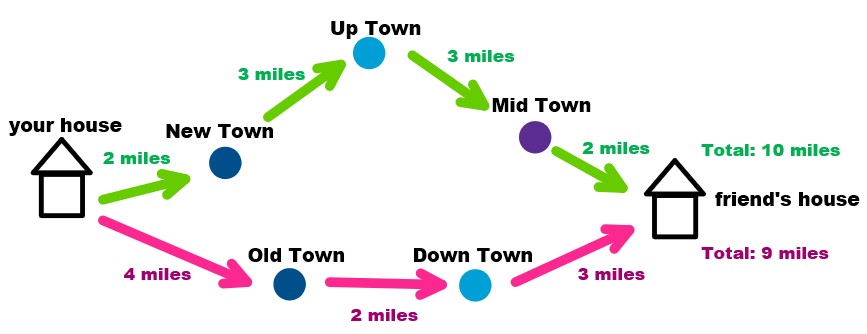 Up Town
3 miles
3 miles
Mid Town
your house
New Town
2 miles
2 miles
Total: 10 miles
friend's house
Old Town
Down Town
Total: 9 miles
4 miles
3 miles
2 miles